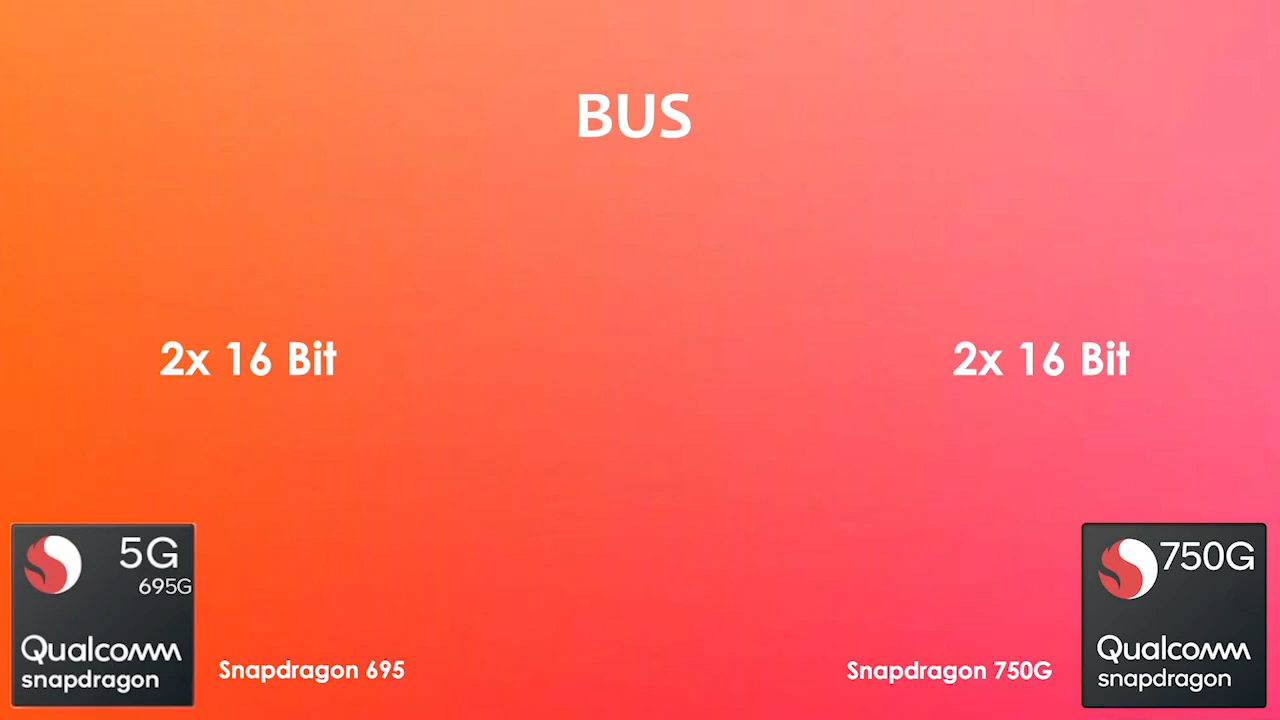 BUS
2x 16 Bit
2x 16 Bit
5G
695G
Qualcomm
snapdragon
Snapdragon 695
Snapdragon 750G
750G
Qualcomm
snapdragon